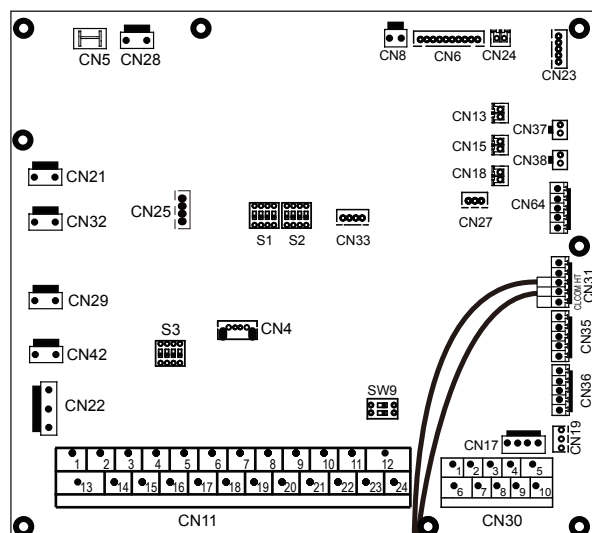 CN5
CN28
CN8
CN6
CN24
CN23
CN13
CN37
CN15
CN38
CN18
CN21
CN25
CN27
CN64
CN32
S1
S2
CN33
CL COM HT
CN31
CN29
CN4
S3
CN35
CN42
CN36
CN22
SW9
CN17
CN19
1 2 3 4 5 6 7 8 9 10 11 12
13 14 15 16 17 18 19 20 21 22 23 24
CN11
1 2 3 4 5
6 7 8 9 10
CN30